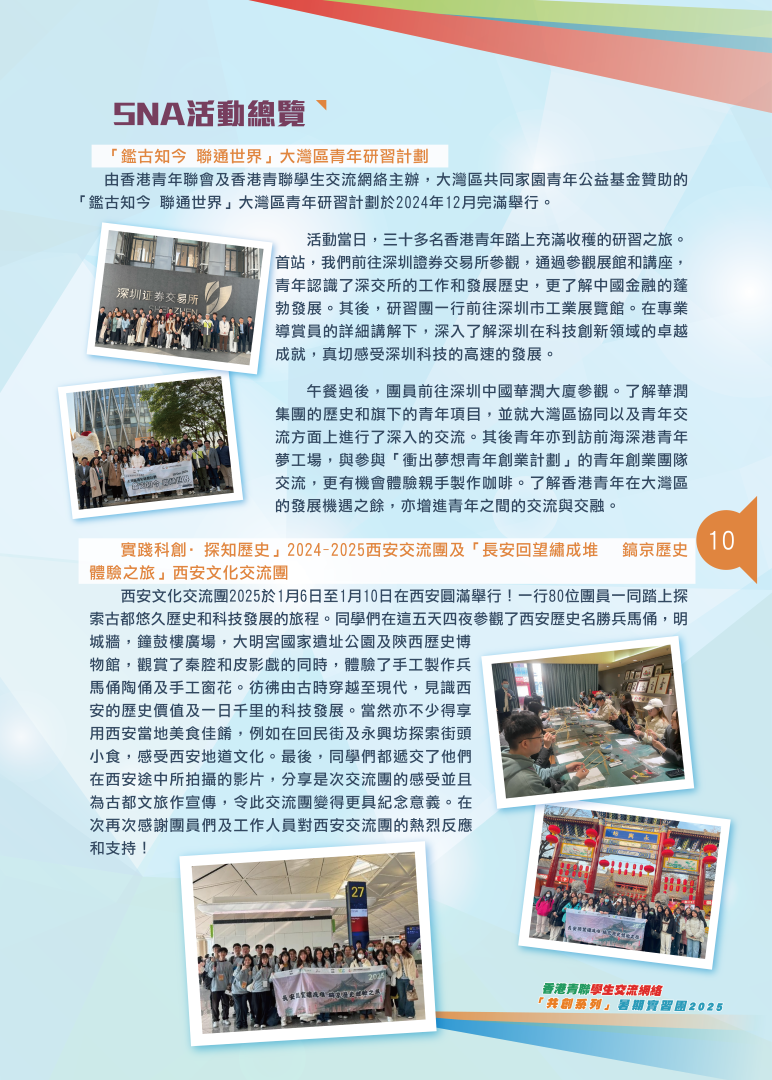 SNA活動總覽
「鑑古知今 聯通世界」大灣區青年研習計劃
由香港青年聯會及香港青聯學生交流網絡主辦，大灣區共同家園青年公益基金贊助的
「鑑古知今 聯通世界」大灣區青年研習計劃於2024年12月完滿舉行。
活動當日，三十多名香港青年踏上充滿收穫的研習之旅。
首站，我們前往深圳證券交易所參觀，通過參觀展館和講座，
青年認識了深交所的工作和發展歷史，更了解中國金融的蓬
勃發展。其後，研習團一行前往深圳市工業展覽館。在專業
導賞員的詳細講解下，深入了解深圳在科技創新領域的卓越
成就，真切感受深圳科技的高速的發展。
深圳证券交易所
SHENZHEN
午餐過後，團員前往深圳中國華潤大廈參觀。了解華潤
集團的歷史和旗下的青年項目，並就大灣區協同以及青年交
流方面上進行了深入的交流。其後青年亦到訪前海深港青年
夢工場，與參與「衝出夢想青年創業計劃」的青年創業團隊
交流，更有機會體驗親手製作咖啡。了解香港青年在大灣區
的發展機遇之餘，亦增進青年之間的交流與交融。
10
實踐科創·探知歷史」2024-2025西安交流團及「長安回望繡成堆 鎬京歷史
體驗之旅」西安文化交流團
西安文化交流團2025於1月6日至1月10日在西安圓滿舉行！一行80位團員一同踏上探
索古都悠久歷史和科技發展的旅程。同學們在這五天四夜參觀了西安歷史名勝兵馬俑，明
城牆，鐘鼓樓廣場，大明宮國家遺址公園及陝西歷史博
物館，觀賞了秦腔和皮影戲的同時，體驗了手工製作兵
馬俑陶俑及手工窗花。彷彿由古時穿越至現代，見識西
安的歷史價值及一日千里的科技發展。當然亦不少得享
用西安當地美食佳餚，例如在回民街及永興坊探索街頭
小食，感受西安地道文化。最後，同學們都遞交了他們
在西安途中所拍攝的影片，分享是次交流團的感受並且
為古都文旅作宣傳，令此交流團變得更具紀念意義。在
次再次感謝團員們及工作人員對西安交流團的熱烈反應
和支持！
27
2025
長安回望繡成堆·鎬京歷史體驗之旅
長安回望繡成堆·鎬京歷史體驗之旅
香港青聯學生交流網絡
「共創系列」暑期實習團2025